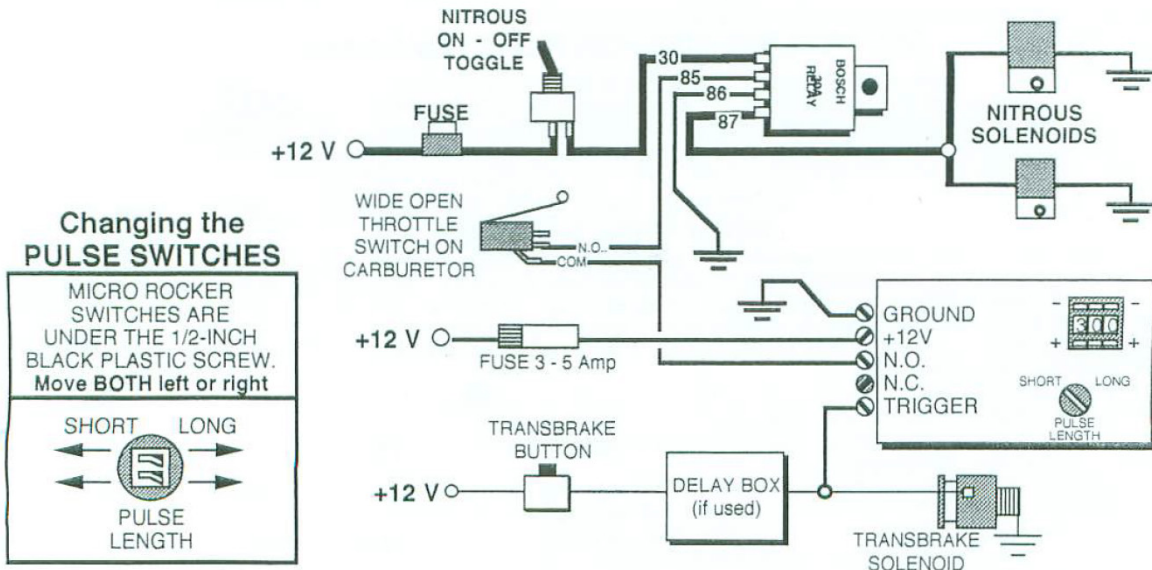 NITROUS
ON - OFF
TOGGLE
FUSE
+12 V
30
85
86
87
BOSCH
30A
RELAY
NITROUS
SOLENOIDS
WIDE OPEN
THROTTLE
SWITCH ON
CARBURETOR
N.O.
COM
Changing the
PULSE SWITCHES
MICRO ROCKER
SWITCHES ARE
UNDER THE 1/2-INCH
BLACK PLASTIC SCREW.
Move BOTH left or right
SHORT LONG
PULSE
LENGTH
+12 V
FUSE 3 - 5 Amp
GROUND
+12V
N.O.
N.C.
TRIGGER
- -
300
+ +
SHORT LONG
PULSE
LENGTH
TRANSBRAKE
BUTTON
+12 V
DELAY BOX
(if used)
TRANSBRAKE
SOLENOID